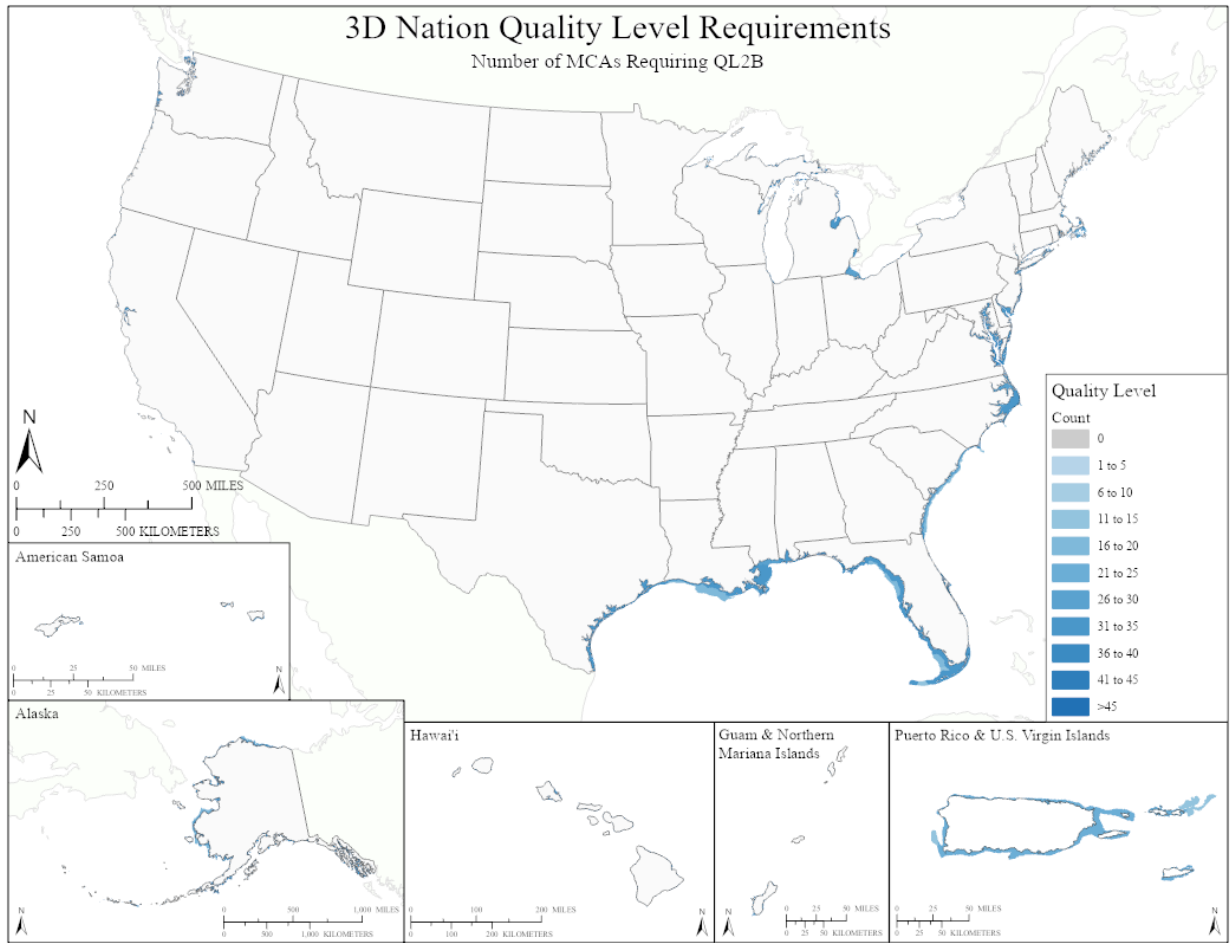 3D Nation Quality Level Requirements
Number of MCAs Requiring QL2B
N
0 250 500 MILES
0 250 500 KILOMETERS
Quality Level
Count
0
1 to 5
6 to 10
11 to 15
16 to 20
21 to 25
26 to 30
31 to 35
36 to 40
41 to 45
>45
American Samoa
0 25 50 MILES
0 25 50 KILOMETERS
N
Alaska
0 500 1,000 MILES
0 500 1,000 KILOMETERS
N
Hawai'i
0 100 200 MILES
0 100 200 KILOMETERS
N
Guam & Northern
Mariana Islands
0 25 50 MILES
0 25 50 KILOMETERS
N
Puerto Rico & U.S. Virgin Islands
0 25 50 MILES
0 25 50 KILOMETERS
N